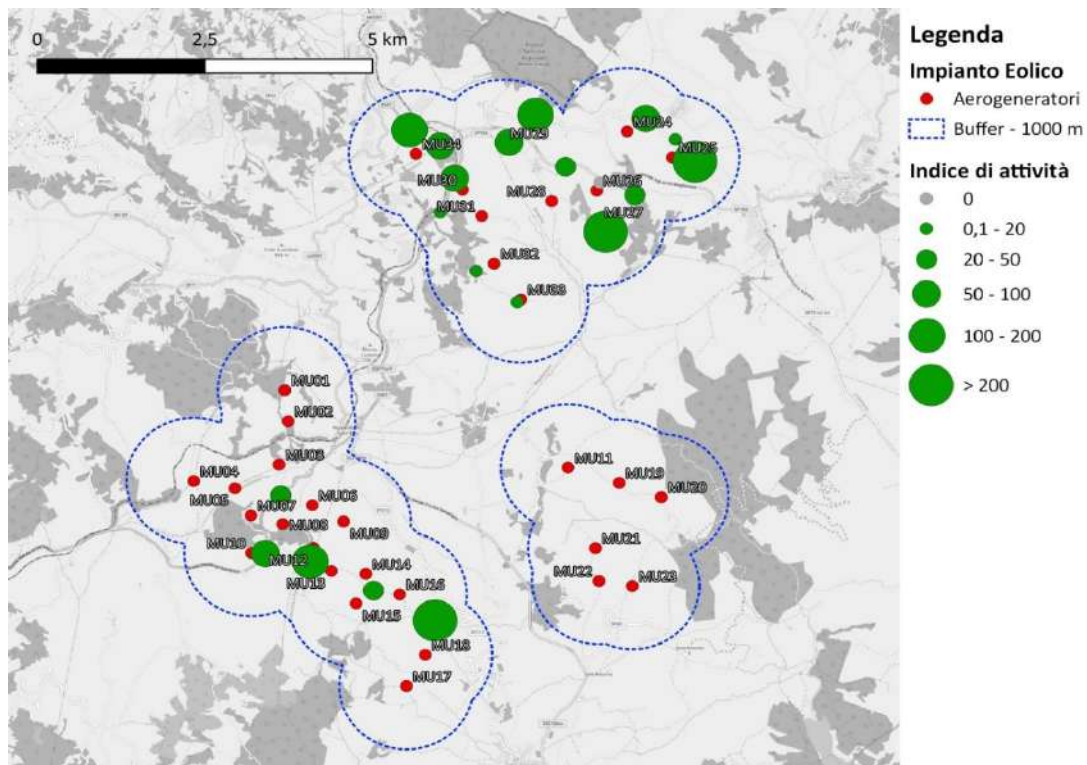 0 2,5 5 km
MU24
MU29
MU34
MU25
MU30
MU26
MU28
MU31
MU27
MU32
MU33
MU01
MU02
MU03
MU04
MU05
MU06
MU07
MU08
MU09
MU10
MU12
MU13
MU14
MU16
MU15
MU18
MU17
MU11
MU19
MU20
MU21
MU22
MU23
Legenda
Impianto Eolico
Aerogeneratori
Buffer - 1000 m
Indice di attività
0
0,1 - 20
20 - 50
50 - 100
100 - 200
> 200